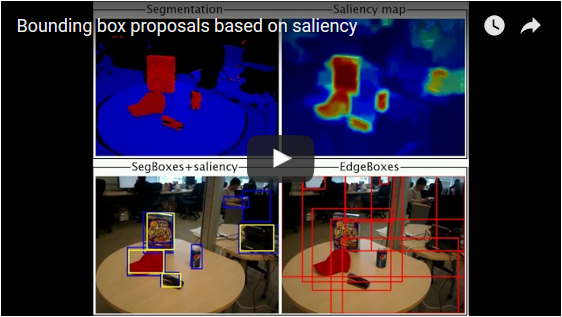 Segmentation
Saliency map
Bounding box proposals based on saliency
SegBoxes+saliency
EdgeBoxes